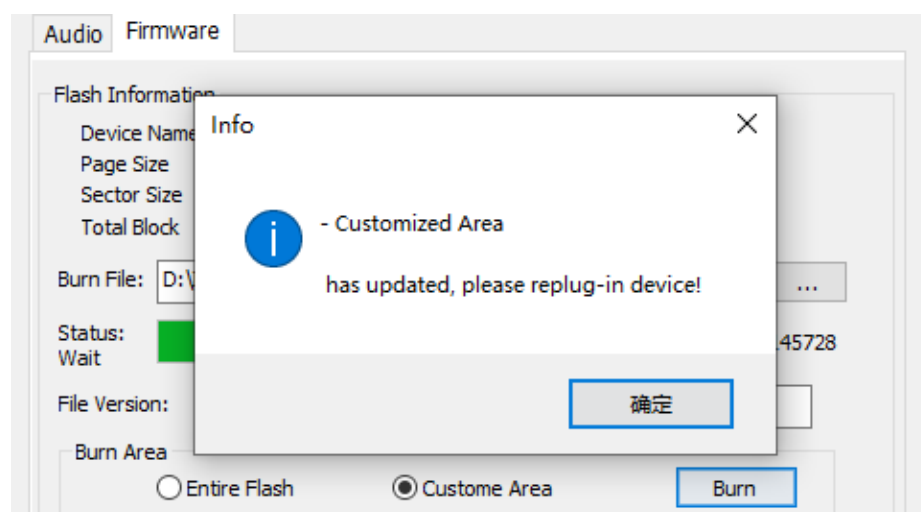 Audio Firmware
Flash Information
Info
Device Name
Page Size
Sector Size
Total Block
- Customized Area
has updated, please replug-in device!
Burn File: D:\ ...
Status:
Wait
45728
File Version:
确定
Burn Area
Entire Flash Custome Area Burn